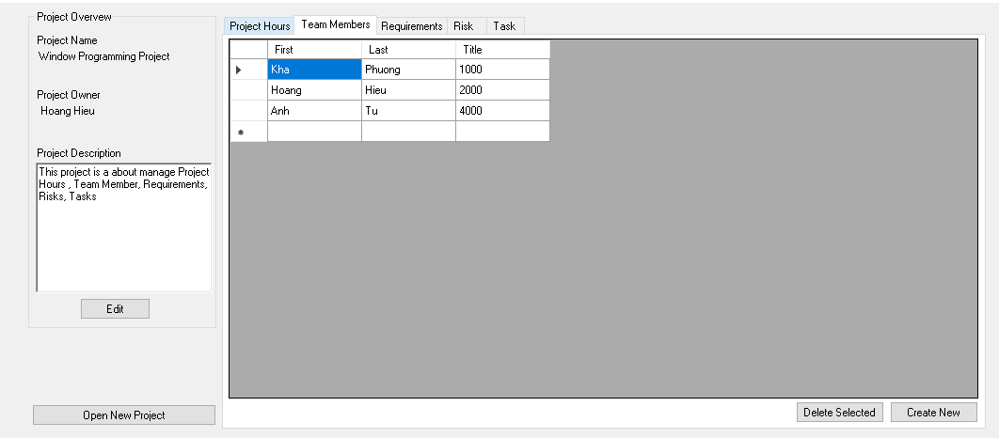 Project Overvew
Project Name
Window Programming Project
Project Owner
Hoang Hieu
Project Description
This project is a about manage Project
Hours , Team Member, Requirements,
Risks, Tasks
Edit
Open New Project
Project Hours Team Members Requirements Risk Task
First Last Title
Kha Phuong 1000
Hoang Hieu 2000
Anh Tu 4000
Delete Selected Create New